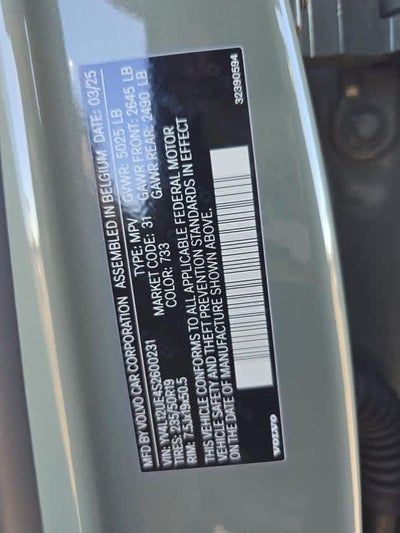 MFD BY VOLVO CAR CORPORATION ASSEMBLED IN BELGIUM DATE: 03/25
VIN: YV4L12UE4S2600231 TYPE: MPV GVWR: 5025 LB
TIRES: 235/50R19 MARKET CODE: 31 GAWR FRONT: 2645 LB
RIM: 7.5Jx19x50.5 COLOR: 733 GAWR REAR: 2490 LB
THIS VEHICLE CONFORMS TO ALL APPLICABLE FEDERAL MOTOR
VEHICLE SAFETY AND THEFT PREVENTION STANDARDS IN EFFECT
ON THE DATE OF MANUFACTURE SHOWN ABOVE.
VOLVO 32390594